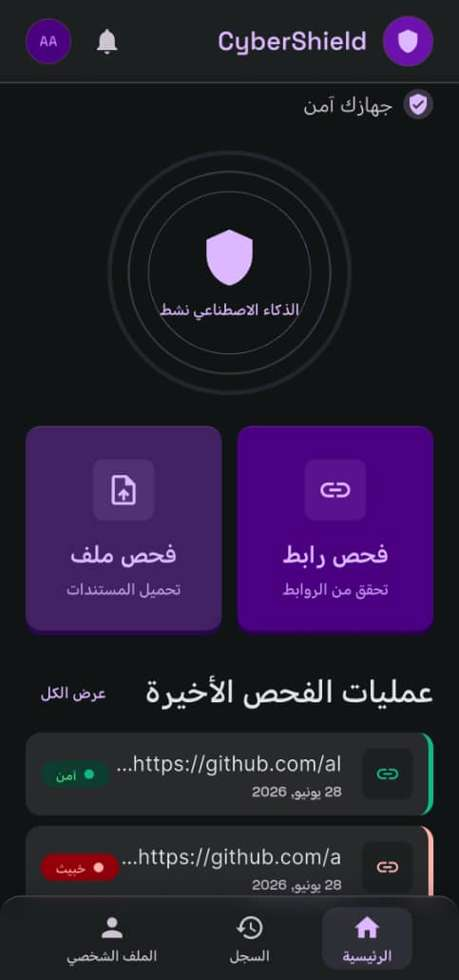 CyberShield
AA
جهازك آمن
الذكاء الاصطناعي نشط
فحص رابط
تحقق من الروابط
فحص ملف
تحميل المستندات
عمليات الفحص الأخيرة
عرض الكل
https://github.com/al...
آمن
28 يونيو, 2026
https://github.com/a...
خبيث
28 يونيو, 2026
الرئيسية
السجل
الملف الشخصي